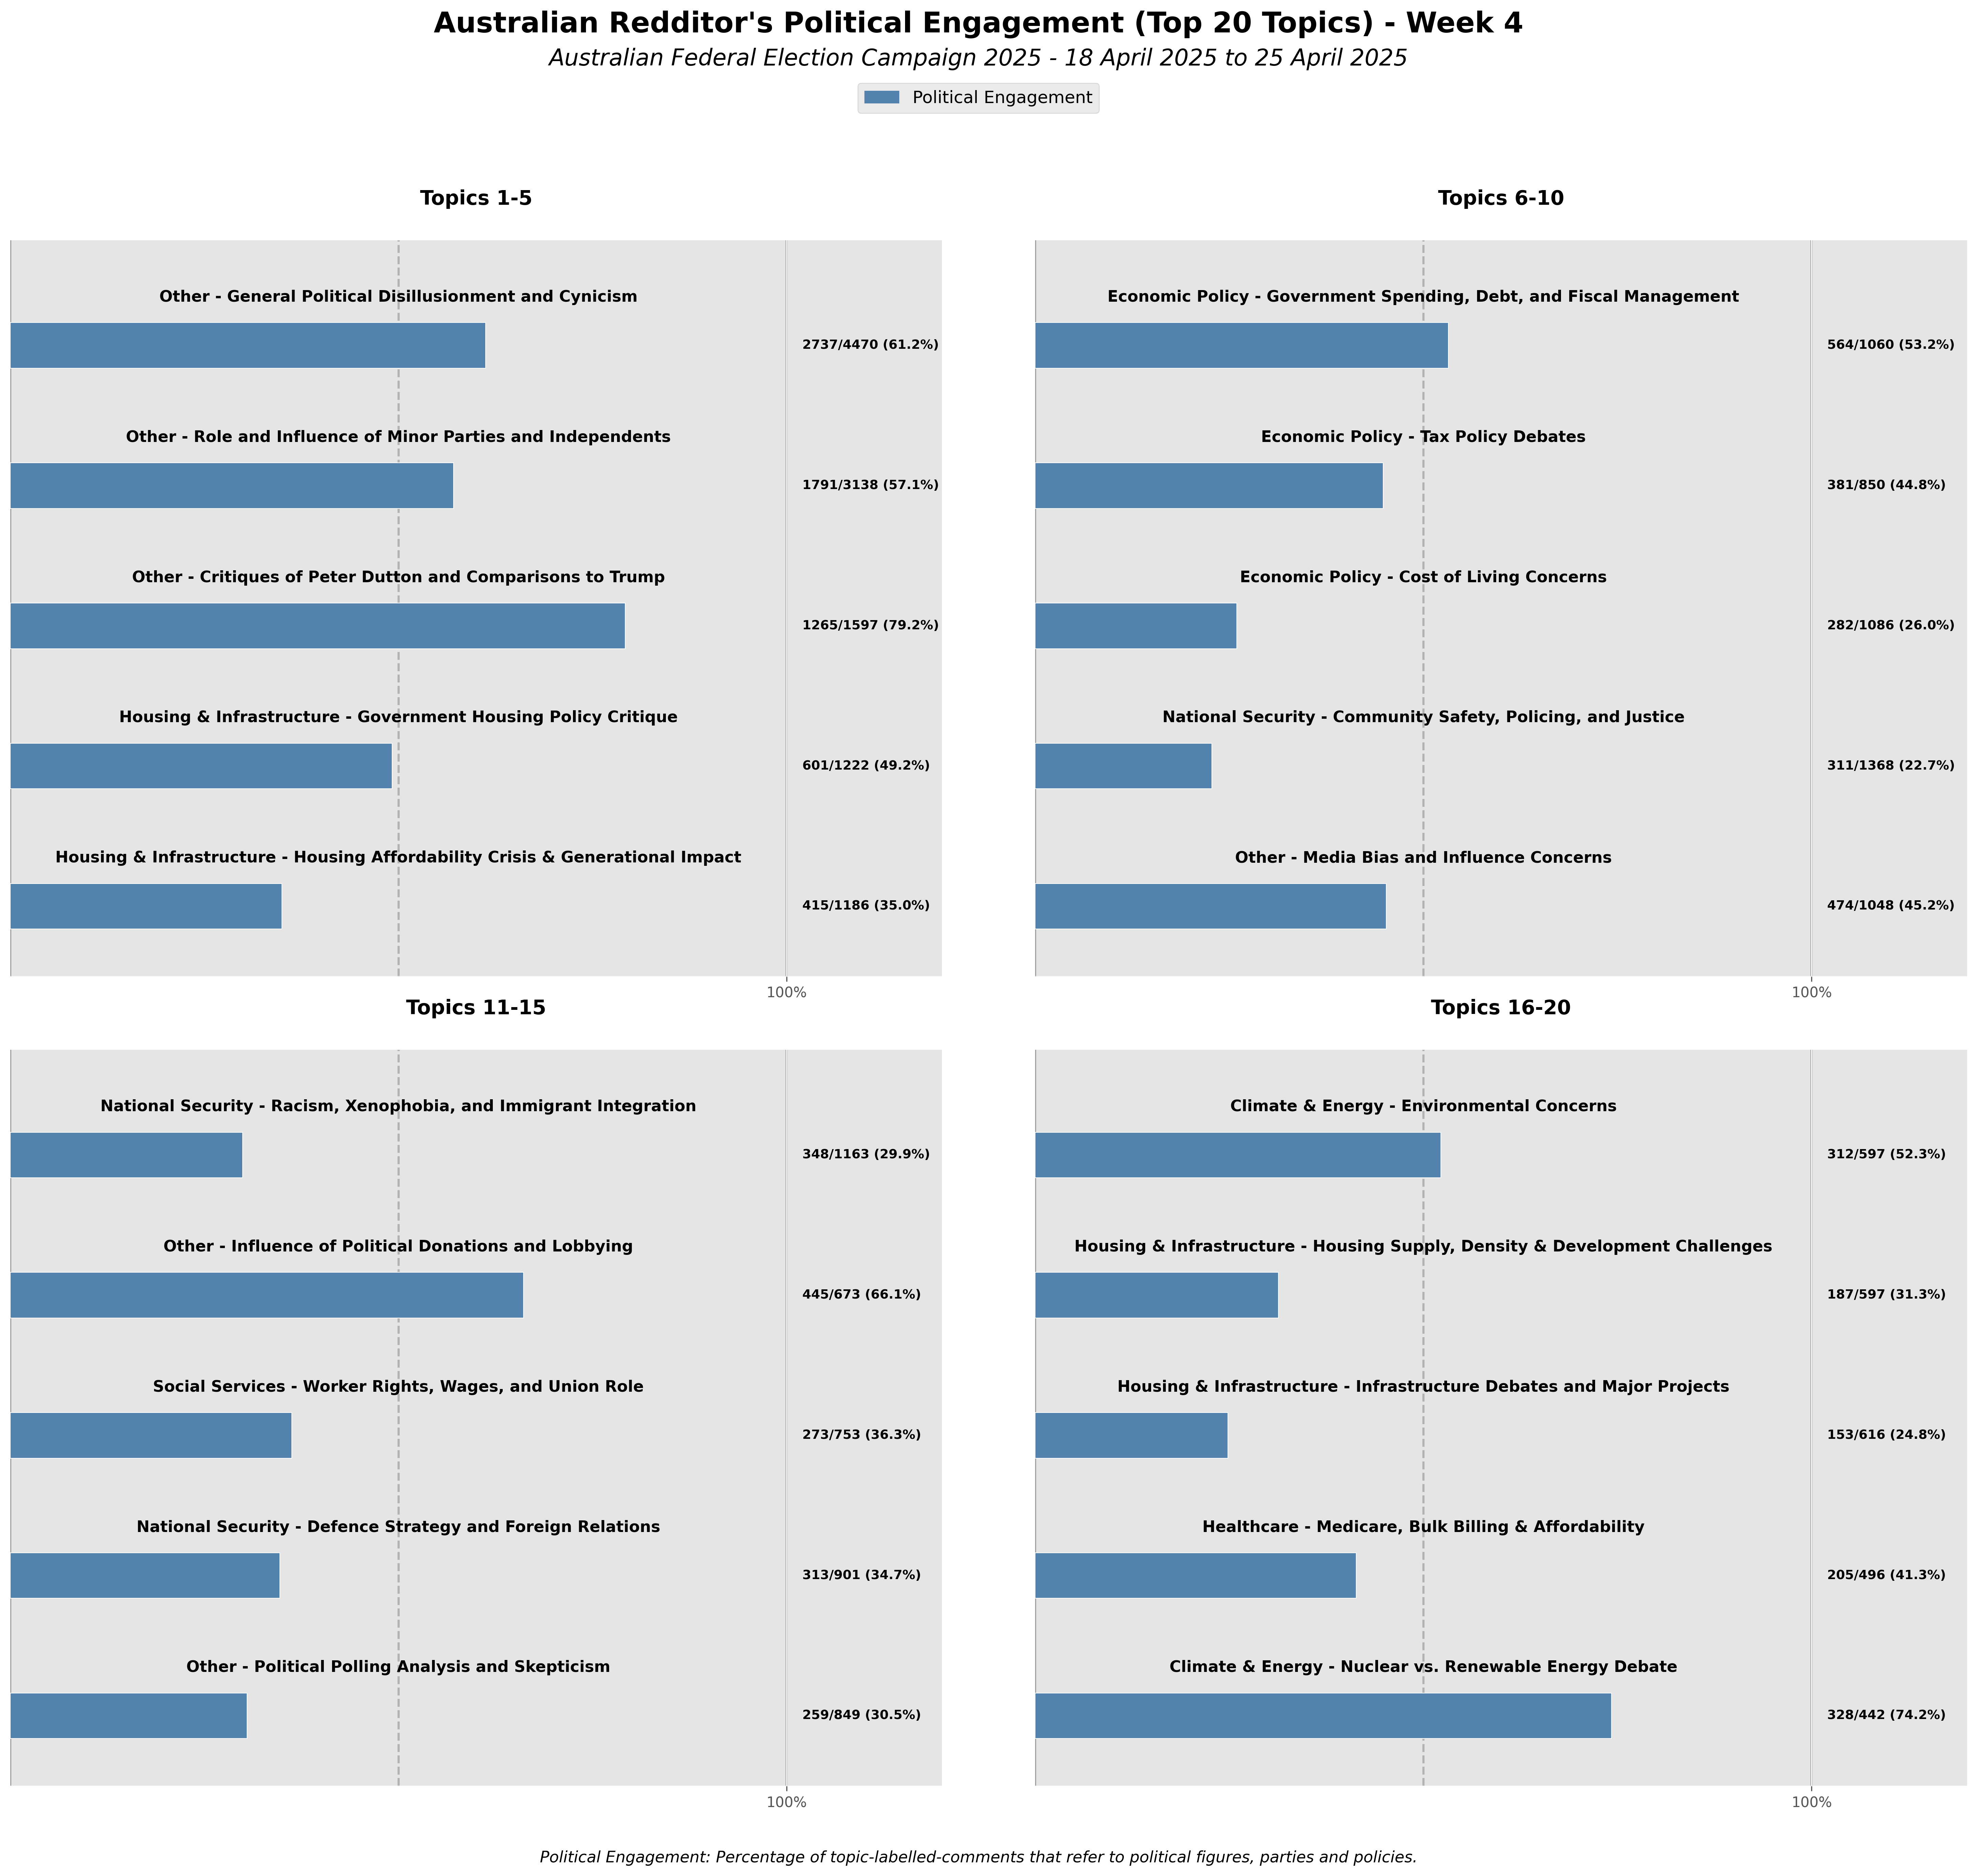 Australian Redditor's Political Engagement (Top 20 Topics) - Week 4
Australian Federal Election Campaign 2025 - 18 April 2025 to 25 April 2025
Political Engagement
Topics 1-5
Other - General Political Disillusionment and Cynicism
2737/4470 (61.2%)
Other - Role and Influence of Minor Parties and Independents
1791/3138 (57.1%)
Other - Critiques of Peter Dutton and Comparisons to Trump
1265/1597 (79.2%)
Housing & Infrastructure - Government Housing Policy Critique
601/1222 (49.2%)
Housing & Infrastructure - Housing Affordability Crisis & Generational Impact
415/1186 (35.0%)
100%
Topics 6-10
Economic Policy - Government Spending, Debt, and Fiscal Management
564/1060 (53.2%)
Economic Policy - Tax Policy Debates
381/850 (44.8%)
Economic Policy - Cost of Living Concerns
282/1086 (26.0%)
National Security - Community Safety, Policing, and Justice
311/1368 (22.7%)
Other - Media Bias and Influence Concerns
474/1048 (45.2%)
100%
Topics 11-15
National Security - Racism, Xenophobia, and Immigrant Integration
348/1163 (29.9%)
Other - Influence of Political Donations and Lobbying
445/673 (66.1%)
Social Services - Worker Rights, Wages, and Union Role
273/753 (36.3%)
National Security - Defence Strategy and Foreign Relations
313/901 (34.7%)
Other - Political Polling Analysis and Skepticism
259/849 (30.5%)
100%
Topics 16-20
Climate & Energy - Environmental Concerns
312/597 (52.3%)
Housing & Infrastructure - Housing Supply, Density & Development Challenges
187/597 (31.3%)
Housing & Infrastructure - Infrastructure Debates and Major Projects
153/616 (24.8%)
Healthcare - Medicare, Bulk Billing & Affordability
205/496 (41.3%)
Climate & Energy - Nuclear vs. Renewable Energy Debate
328/442 (74.2%)
100%
Political Engagement: Percentage of topic-labelled-comments that refer to political figures, parties and policies.